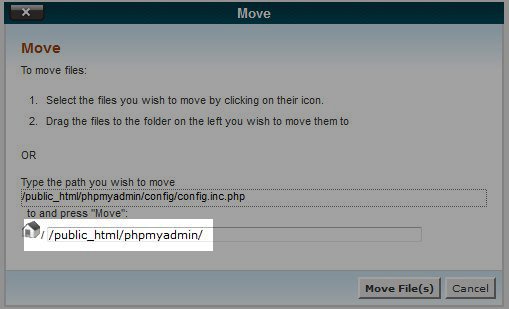 Move
Move
To move files:
1. Select the files you wish to move by clicking on their icon.
2. Drag the files to the folder on the left you wish to move them to
OR
Type the path you wish to move
/public_html/phpmyadmin/config/config.inc.php
to and press "Move":
/ /public_html/phpmyadmin/
Move File(s) Cancel